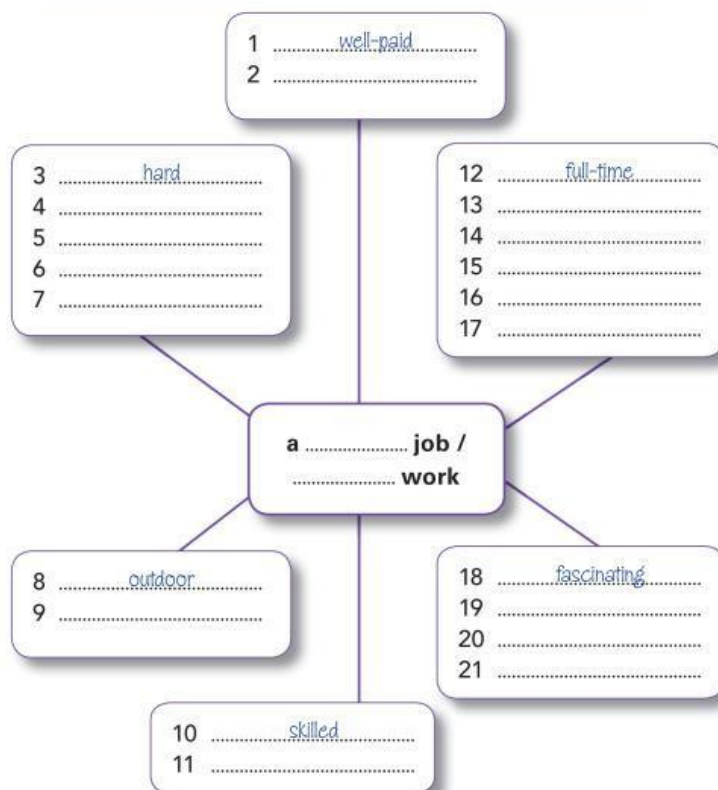 1 well-paid
2
3 hard
4
5
6
7
12 full-time
13
14
15
16
17
a .................... job /
.................... work
8 outdoor
9
10 skilled
11
18 fascinating
19
20
21